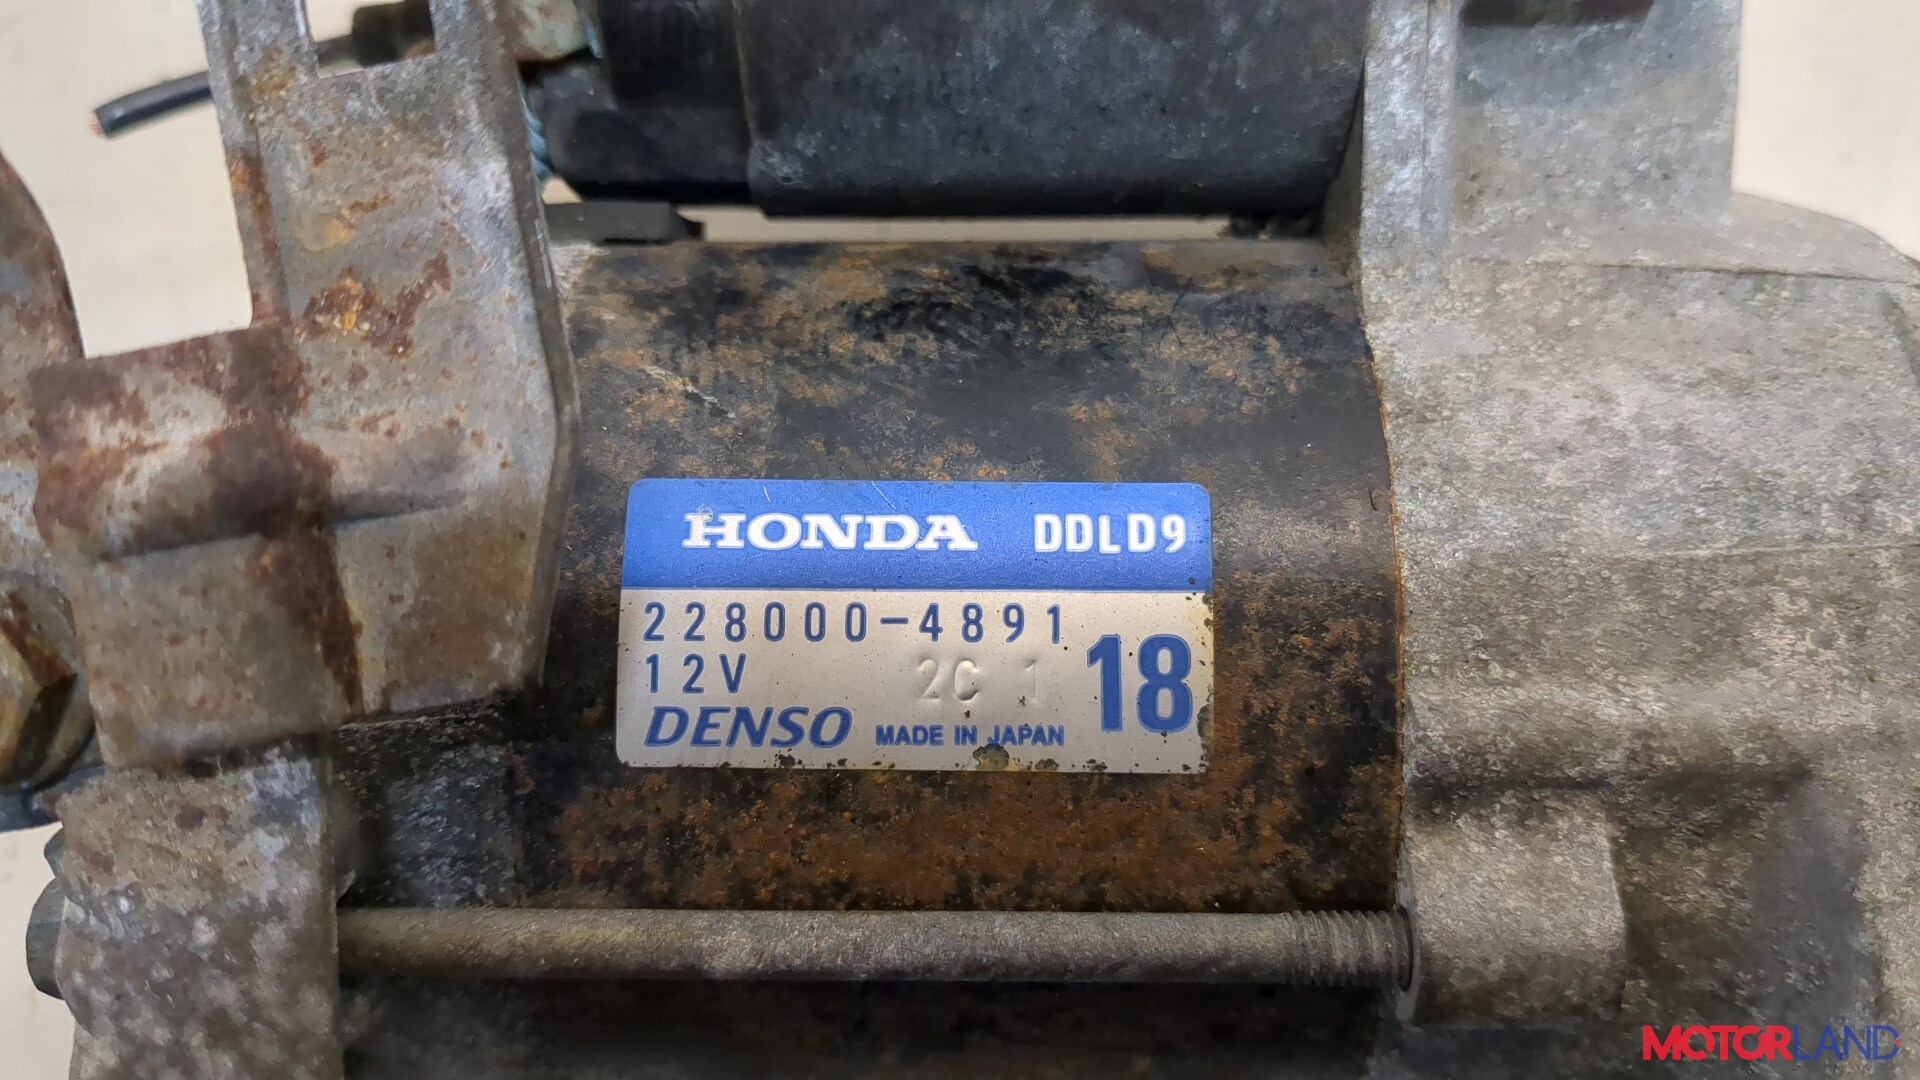 HONDA DDLD9
228000-4891
12V 2C 1 18
DENSO MADE IN JAPAN
MOTORLAND